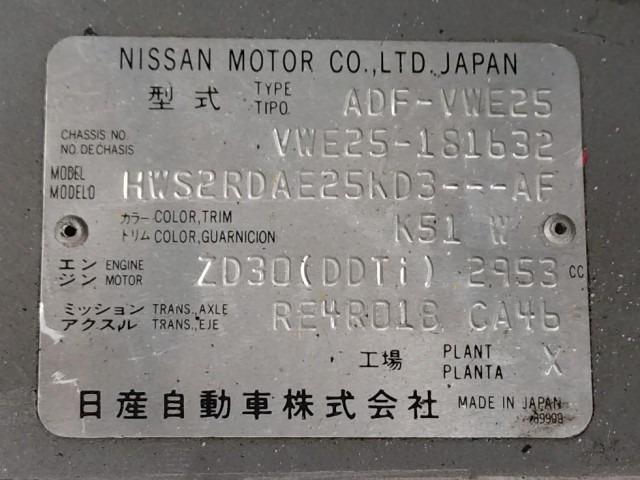 NISSAN MOTOR CO.,LTD.JAPAN
型式 TYPE TIPO ADF-VWE25
CHASSIS NO. NO.DE CHASIS VWE25-181632
MODEL MODELO HWS2RDAE25KD3---AF
カラー COLOR,TRIM トリム COLOR,GUARNICION K51 W
エンジン ENGINE MOTOR ZD30(DDTi) 2953 CC
ミッション TRANS.,AXLE アクスル TRANS.,EJE RE4R01B CA46
工場 PLANT PLANTA X
日産自動車株式会社 MADE IN JAPAN